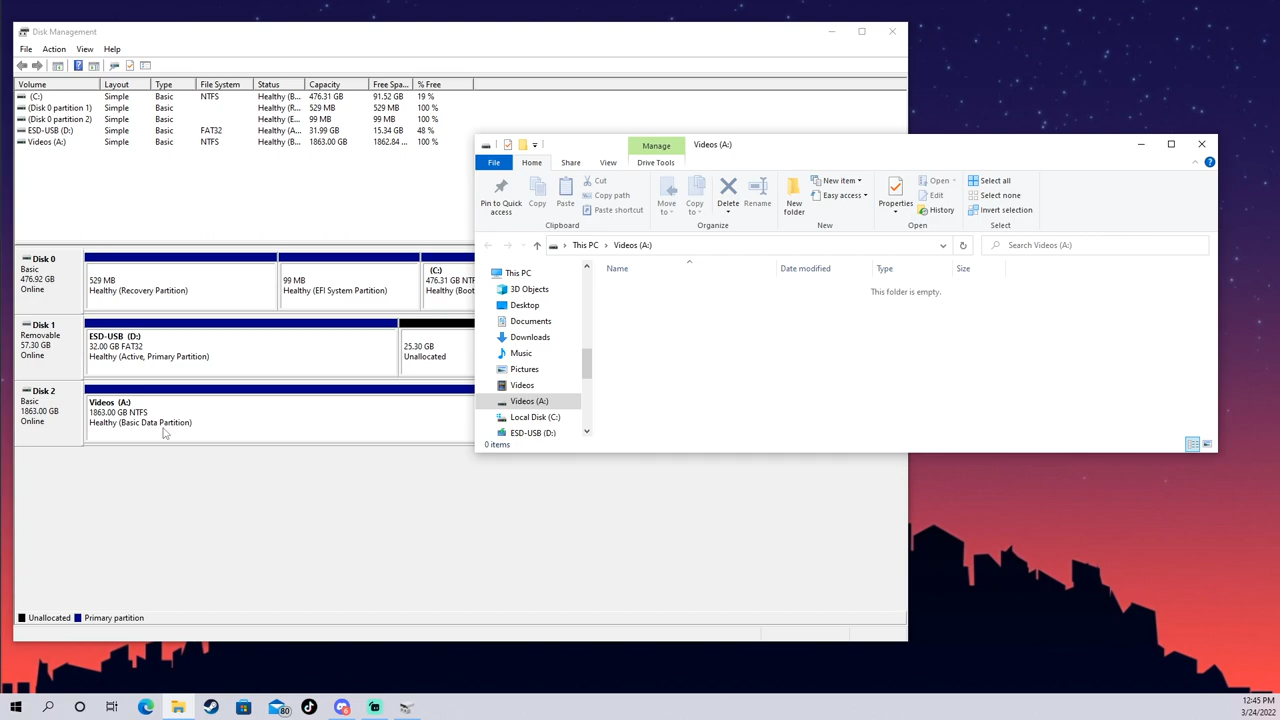 Disk Management
File Action View Help
Volume Layout Type File System Status Capacity Free Spa... % Free
(C:) Simple Basic NTFS Healthy (B... 476.31 GB 91.52 GB 19 %
(Disk 0 partition 1) Simple Basic Healthy (R... 529 MB 529 MB 100 %
(Disk 0 partition 2) Simple Basic Healthy (E... 99 MB 99 MB 100 %
ESD-USB (D:) Simple Basic FAT32 Healthy (A... 31.99 GB 15.34 GB 48 %
Videos (A:) Simple Basic NTFS Healthy (B... 1863.00 GB 1862.84 ... 100 %
Disk 0
Basic
476.92 GB
Online
529 MB
Healthy (Recovery Partition)
99 MB
Healthy (EFI System Partition)
(C:)
476.31 GB NTF
Healthy (Boot
Disk 1
Removable
57.30 GB
Online
ESD-USB (D:)
32.00 GB FAT32
Healthy (Active, Primary Partition)
25.30 GB
Unallocated
Disk 2
Basic
1863.00 GB
Online
Videos (A:)
1863.00 GB NTFS
Healthy (Basic Data Partition)
Unallocated Primary partition
Manage Videos (A:)
File Home Share View Drive Tools
Pin to Quick access
Copy
Paste
Cut
Copy path
Paste shortcut
Clipboard
Move to
Copy to
Delete
Rename
Organize
New folder
New item
Easy access
New
Properties
Open
Edit
History
Open
Select all
Select none
Invert selection
Select
This PC Videos (A:) Search Videos (A:)
Name Date modified Type Size
This folder is empty.
This PC
3D Objects
Desktop
Documents
Downloads
Music
Pictures
Videos
Videos (A:)
Local Disk (C:)
ESD-USB (D:)
0 items
80
12:45 PM
3/24/2022